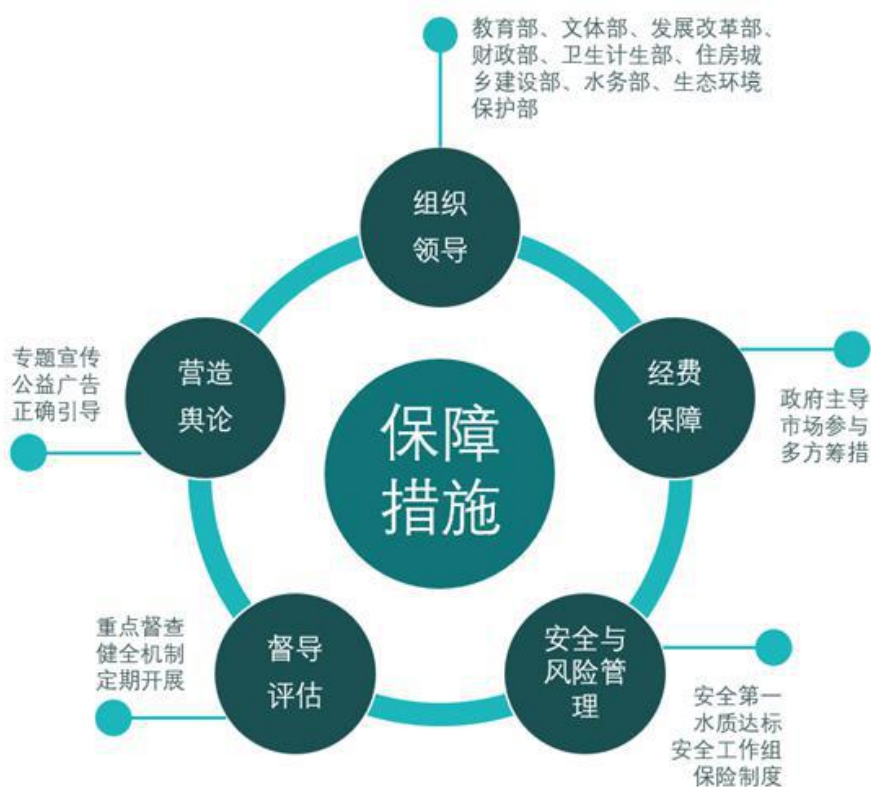 教育部、文体部、发展改革部、
财政部、卫生计生部、住房城
乡建设部、水务部、生态环境
保护部
组织
领导
经费
保障
政府主导
市场参与
多方筹措
安全与
风险管
理
安全第一
水质达标
安全工作组
保险制度
督导
评估
重点督查
健全机制
定期开展
营造
舆论
专题宣传
公益广告
正确引导
保障
措施